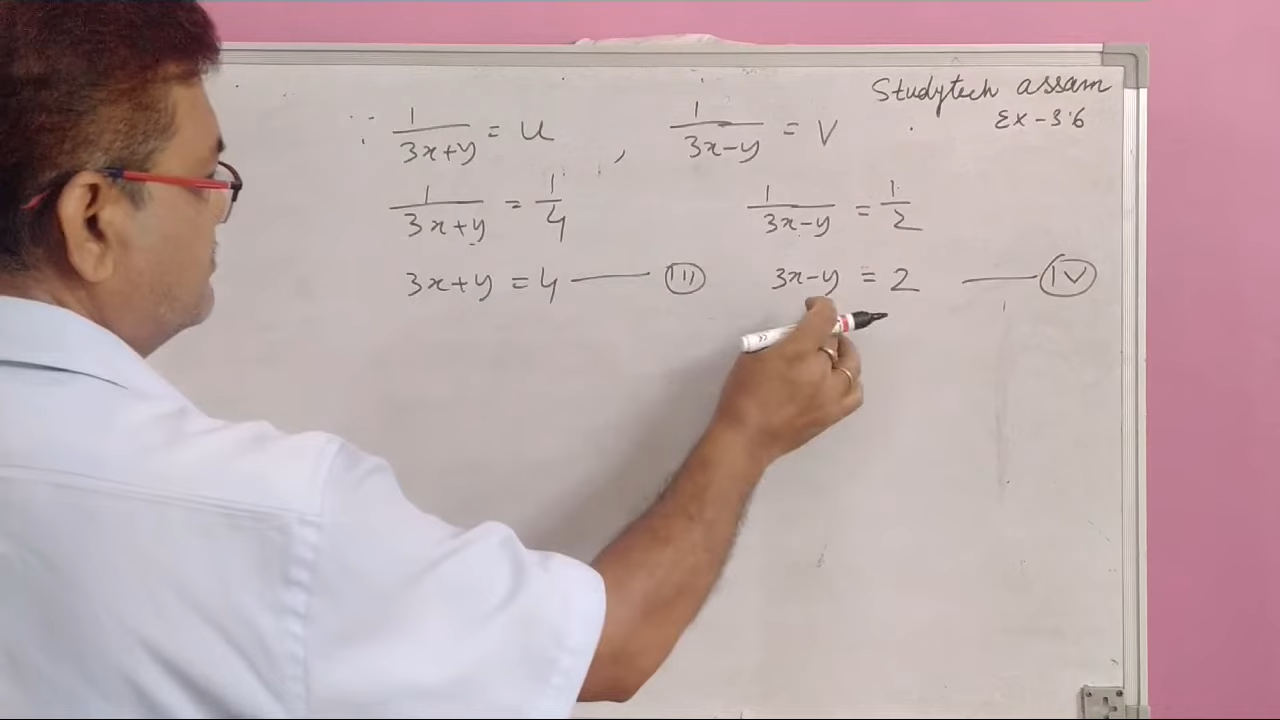 Studytech assam
Ex-3.6
∵ 1/(3x+y) = u , 1/(3x-y) = v
1/(3x+y) = 1/4 1/(3x-y) = 1/2
3x+y = 4 —— (III) 3x-y = 2 —— (IV)